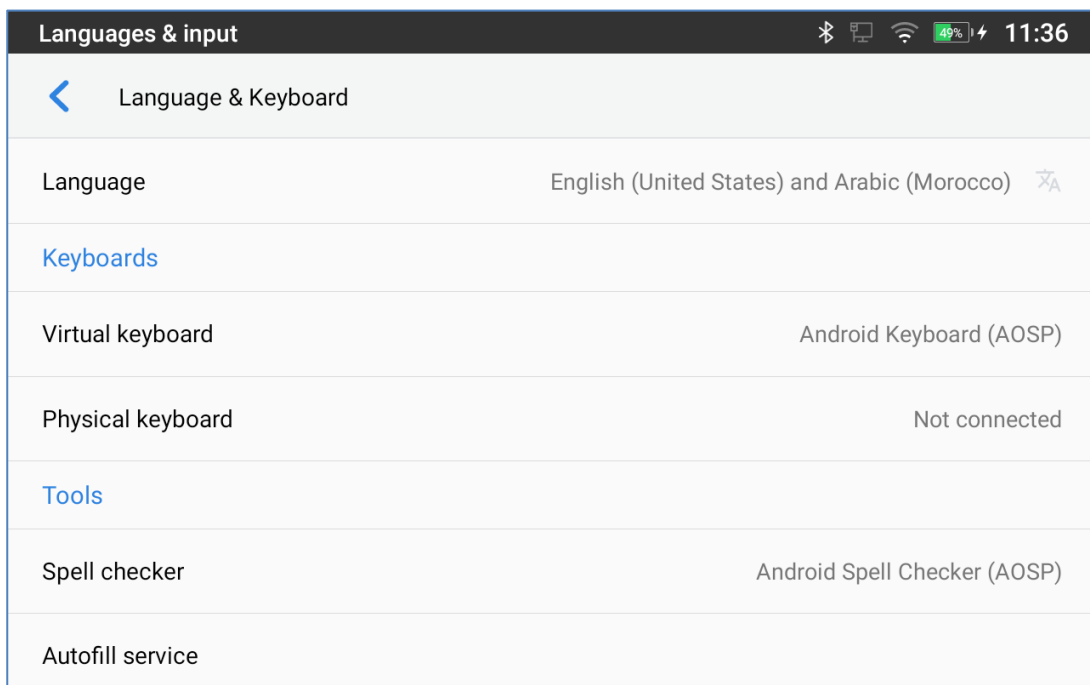 Languages & input 49% 11:36
Language & Keyboard
Language English (United States) and Arabic (Morocco)
Keyboards
Virtual keyboard Android Keyboard (AOSP)
Physical keyboard Not connected
Tools
Spell checker Android Spell Checker (AOSP)
Autofill service